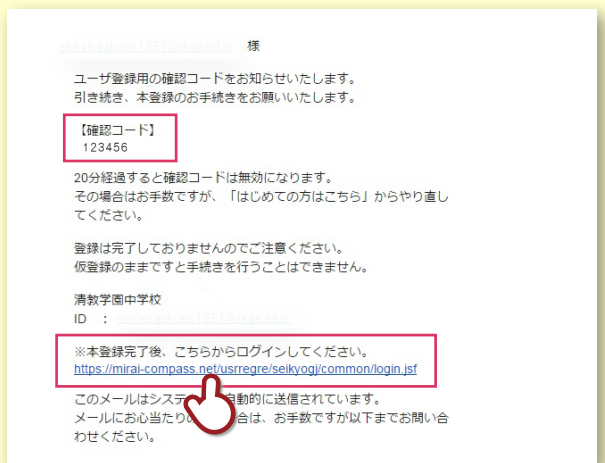 様
ユーザ登録用の確認コードをお知らせいたします。
引き続き、本登録のお手続きをお願いいたします。
【確認コード】
123456
20分経過すると確認コードは無効になります。
その場合はお手数ですが、「はじめての方はこちら」からやり直し
てください。
登録は完了しておりませんのでご注意ください。
仮登録のままですと手続きを行うことはできません。
清教学園中学校
ID ：
※本登録完了後、こちらからログインしてください。
https://mirai-compass.net/usrregre/seikyogj/common/login.jsf
このメールはシステ 自動的に送信されています。
メールにお心当たり 合は、お手数ですが以下までお問い合
わせください。